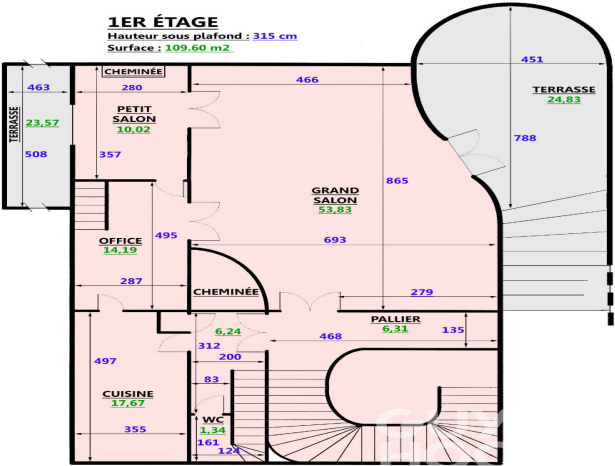 1ER ÉTAGE
Hauteur sous plafond : 315 cm
Surface : 109.60 m2
CHEMINÉE
463
280
466
451
TERRASSE
24,83
TERRASSE
23,57
PETIT
SALON
10,02
788
508
357
865
GRAND
SALON
53,83
495
OFFICE
14,19
693
287
CHEMINÉE
279
PALLIER
6,31
135
6,24
468
312
200
497
83
CUISINE
17,67
WC
1,34
355
161
124